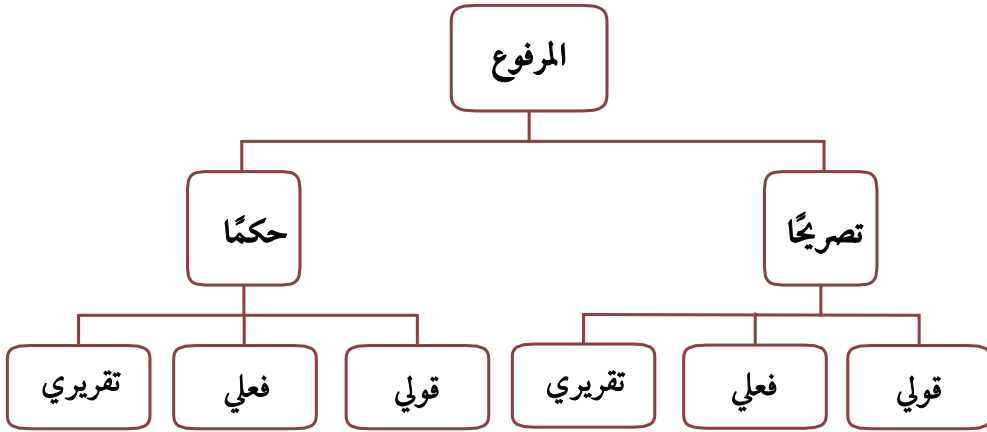 المرفوع
تصريحًا
حكمًا
قولي
فعلي
تقريري
قولي
فعلي
تقريري